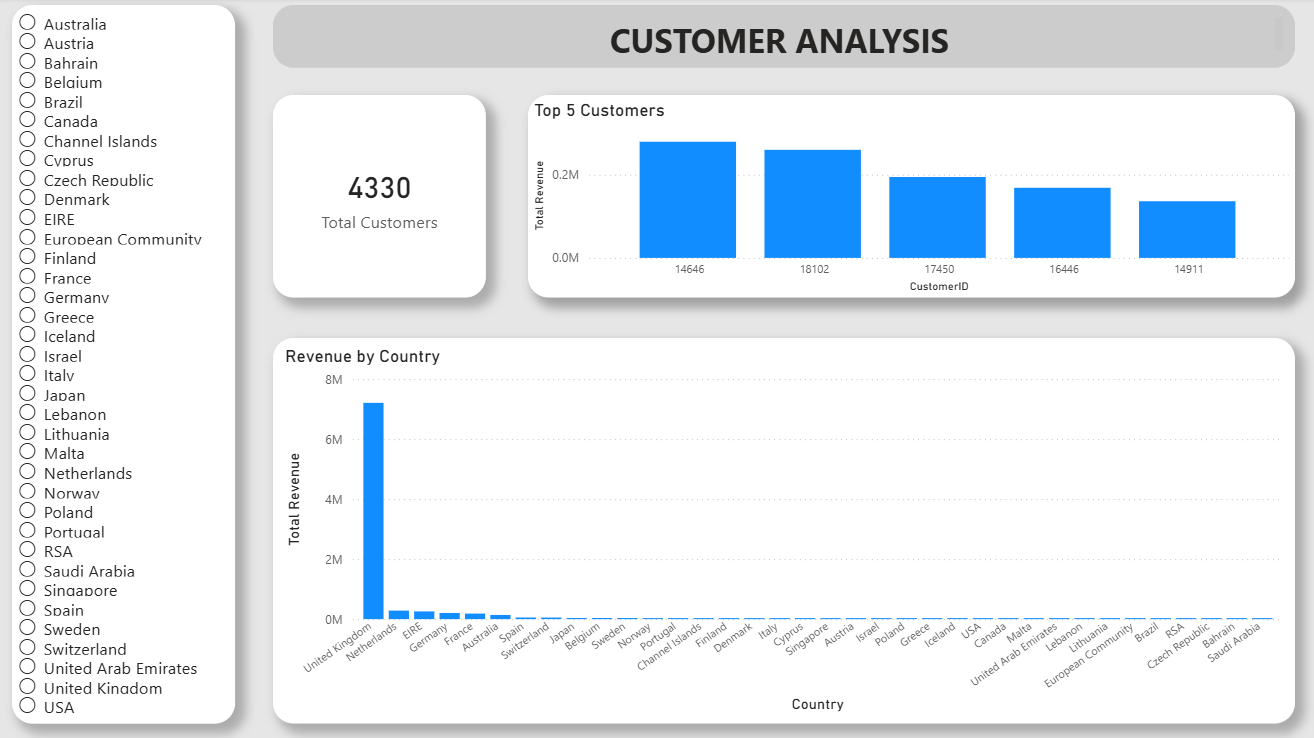 Australia
Austria
Bahrain
Belgium
Brazil
Canada
Channel Islands
Cyprus
Czech Republic
Denmark
EIRE
European Community
Finland
France
Germany
Greece
Iceland
Israel
Italy
Japan
Lebanon
Lithuania
Malta
Netherlands
Norway
Poland
Portugal
RSA
Saudi Arabia
Singapore
Spain
Sweden
Switzerland
United Arab Emirates
United Kingdom
USA
CUSTOMER ANALYSIS
4330
Total Customers
Top 5 Customers
Total Revenue
0.2M
0.0M
14646 18102 17450 16446 14911
CustomerID
Revenue by Country
Total Revenue
8M
6M
4M
2M
0M
United Kingdom Netherlands EIRE Germany France Australia Spain Switzerland Japan Belgium Sweden Norway Portugal Channel Islands Finland Denmark Italy Cyprus Singapore Austria Israel Poland Greece Iceland USA Canada Malta United Arab Emirates Lebanon Lithuania European Community Brazil RSA Czech Republic Bahrain Saudi Arabia
Country